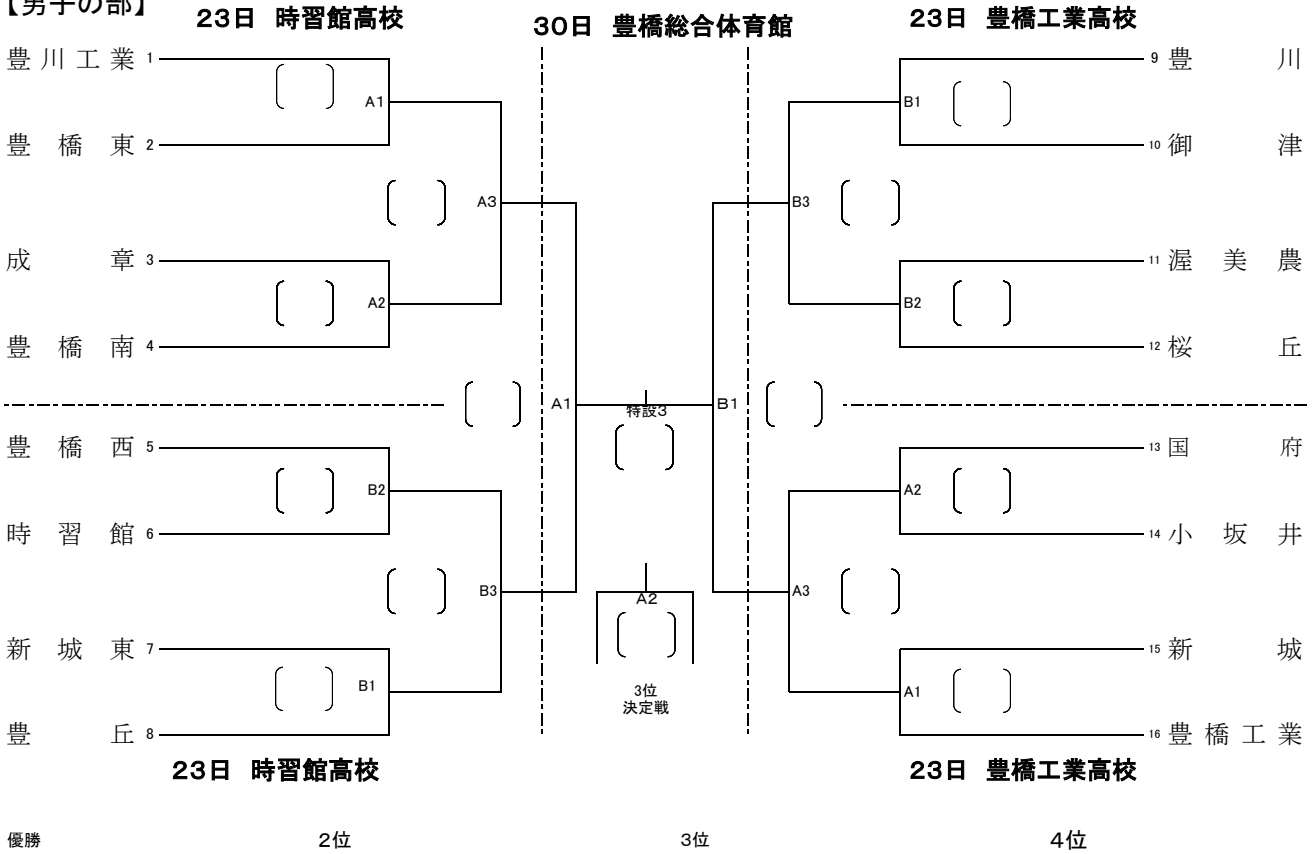 【男子の部】
23日 時習館高校
30日 豊橋総合体育館
23日 豊橋工業高校
豊川工業 1
A1
豊橋東 2
A3
成章 3
A2
豊橋南 4
A1
豊橋西 5
B2
時習館 6
B3
新城東 7
B1
豊丘 8
特設3
A2
3位
決定戦
9 豊川
B1
10 御津
B3
11 渥美農
B2
12 桜丘
B1
13 国府
A2
14 小坂井
A3
15 新城
A1
16 豊橋工業
23日 時習館高校
23日 豊橋工業高校
優勝 2位 3位 4位